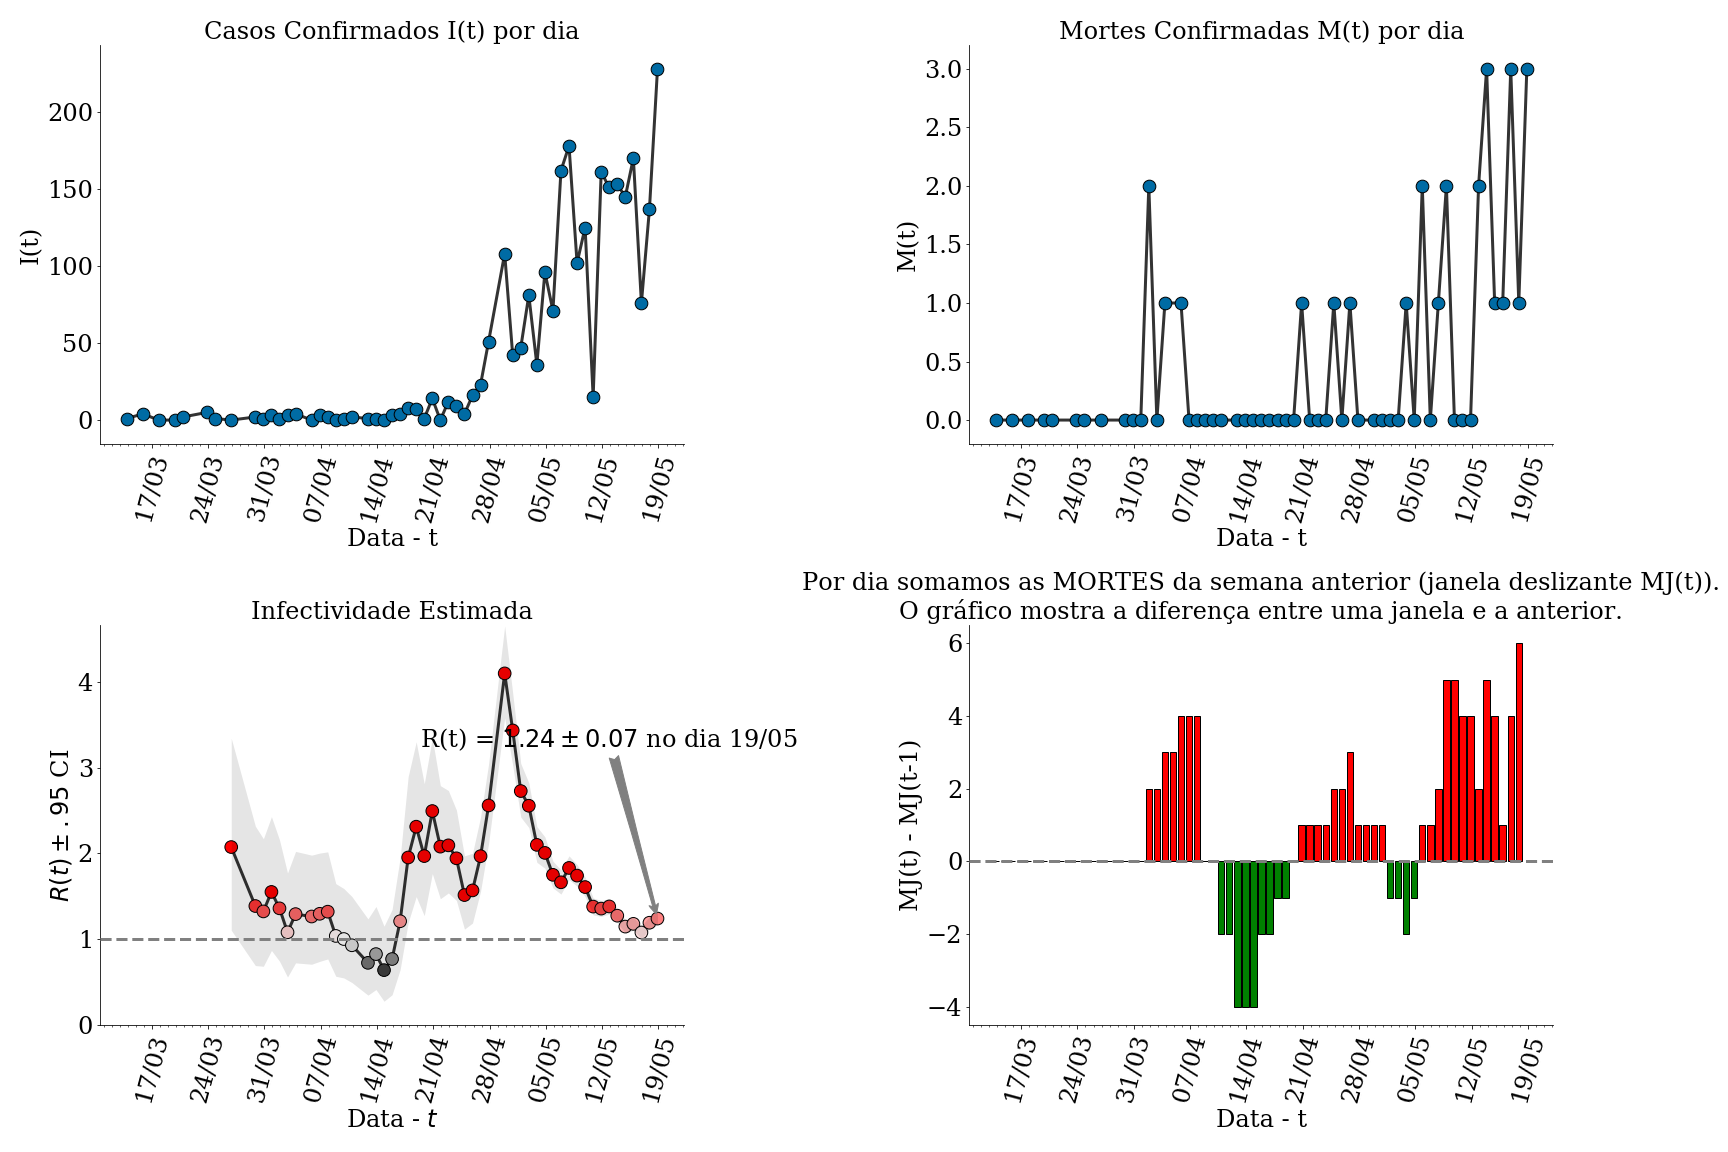 Casos Confirmados I(t) por dia
I(t)
200
150
100
50
0
17/03 24/03 31/03 07/04 14/04 21/04 28/04 05/05 12/05 19/05
Data - t
Mortes Confirmadas M(t) por dia
M(t)
3.0
2.5
2.0
1.5
1.0
0.5
0.0
17/03 24/03 31/03 07/04 14/04 21/04 28/04 05/05 12/05 19/05
Data - t
Infectividade Estimada
R(t) ± .95 CI
4
3
2
1
0
R(t) = 1.24 ± 0.07 no dia 19/05
17/03 24/03 31/03 07/04 14/04 21/04 28/04 05/05 12/05 19/05
Data - t
Por dia somamos as MORTES da semana anterior (janela deslizante MJ(t)).
O gráfico mostra a diferença entre uma janela e a anterior.
MJ(t) - MJ(t-1)
6
4
2
0
−2
−4
17/03 24/03 31/03 07/04 14/04 21/04 28/04 05/05 12/05 19/05
Data - t